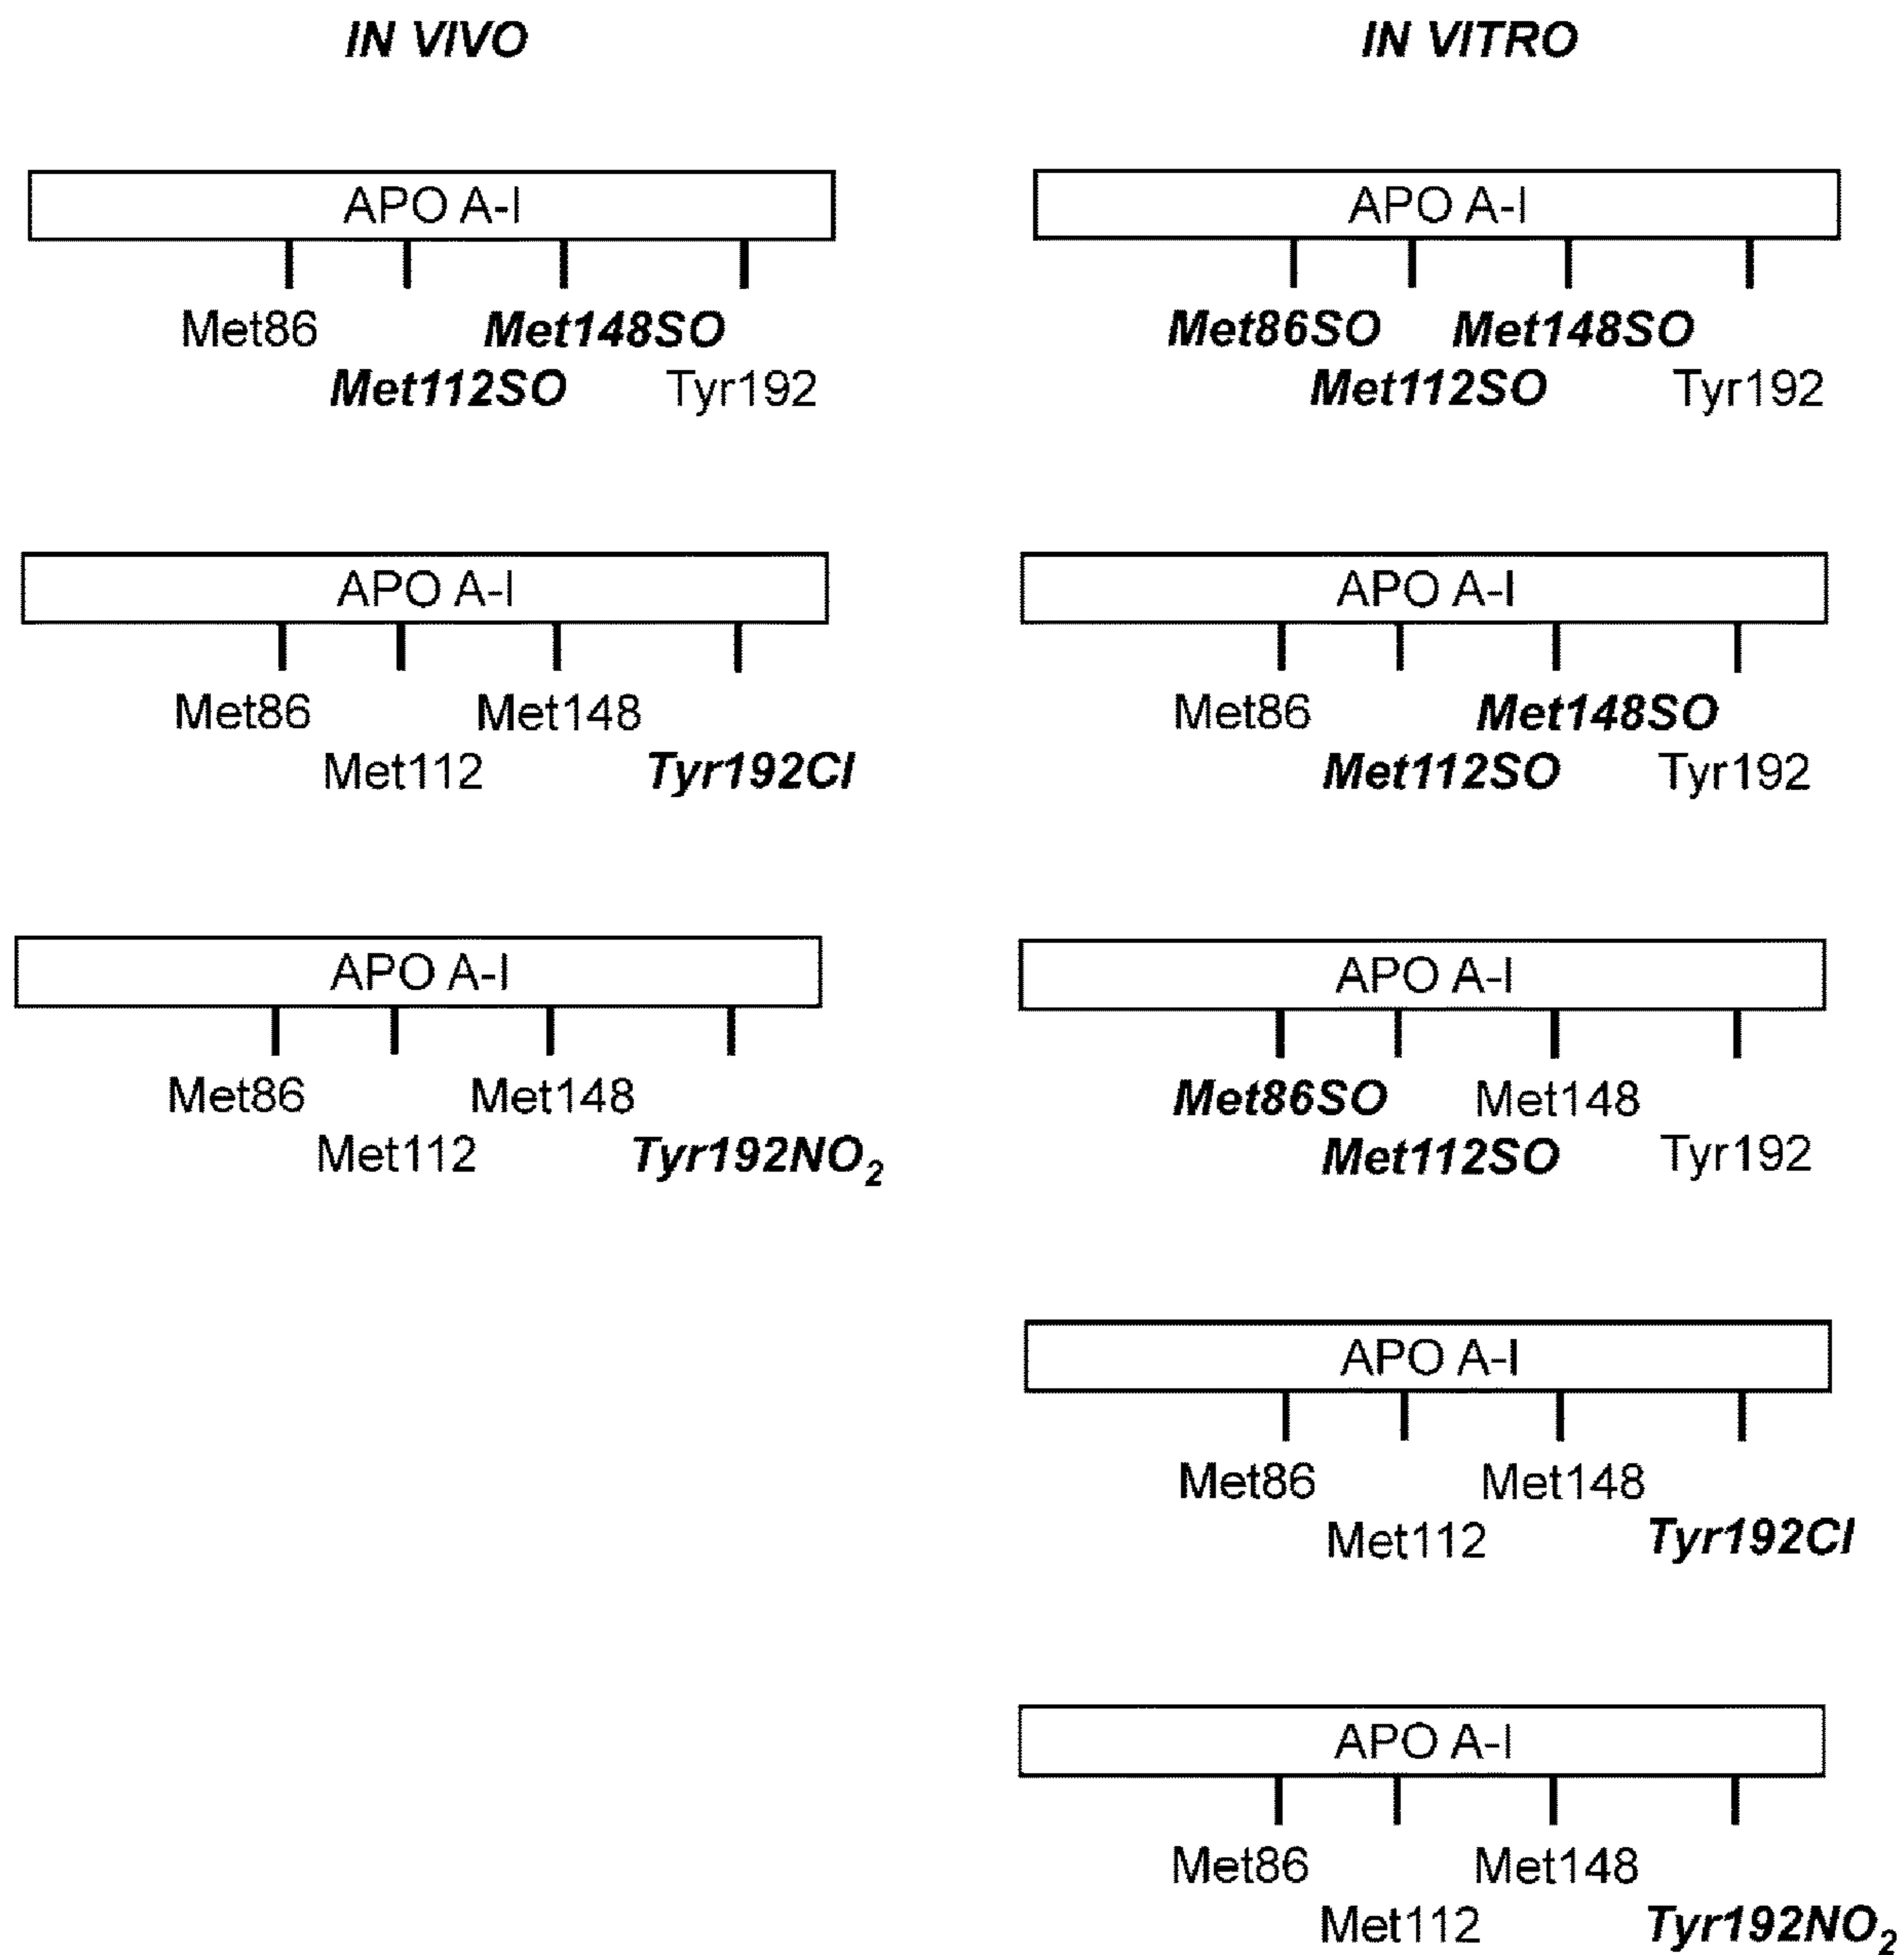 IN VIVO
IN VITRO
APO A-I
Met86 Met148SO
Met112SO Tyr192
APO A-I
Met86SO Met148SO
Met112SO Tyr192
APO A-I
Met86 Met148
Met112 Tyr192Cl
APO A-I
Met86 Met148SO
Met112SO Tyr192
APO A-I
Met86 Met148
Met112 Tyr192NO₂
APO A-I
Met86SO Met148
Met112SO Tyr192
APO A-I
Met86 Met148
Met112 Tyr192Cl
APO A-I
Met86 Met148
Met112 Tyr192NO₂